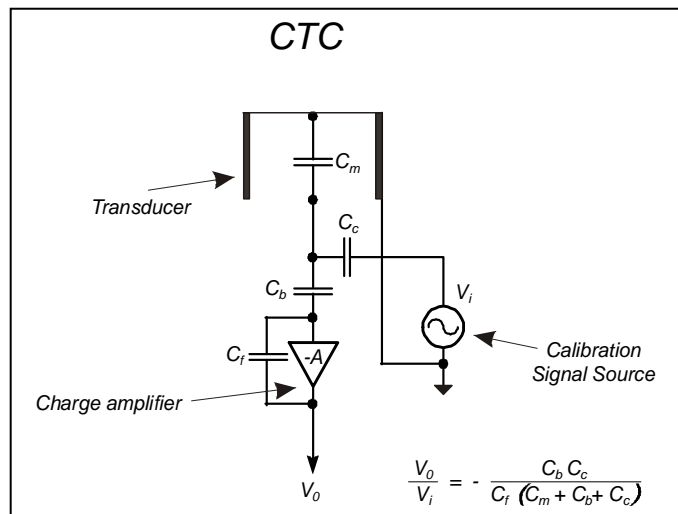 CTC
C_m
Transducer
C_c
C_b
V_i
C_f
-A
Calibration
Signal Source
Charge amplifier
V_0
V_0 / V_i = - C_b C_c / C_f (C_m + C_b + C_c)